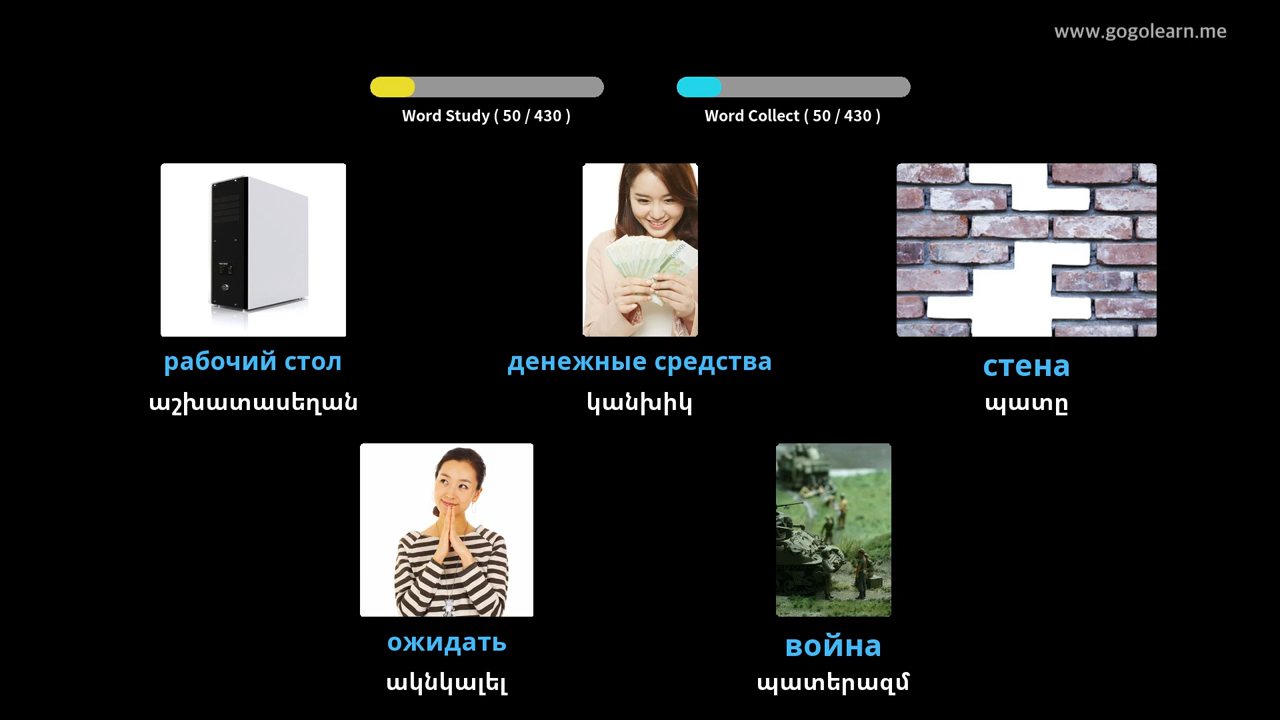 www.gogolearn.me
Word Study ( 50 / 430 )
Word Collect ( 50 / 430 )
рабочий стол
աշխատասեղան
денежные средства
կանխիկ
стена
պատը
ожидать
ակնկալել
война
պատերազմ